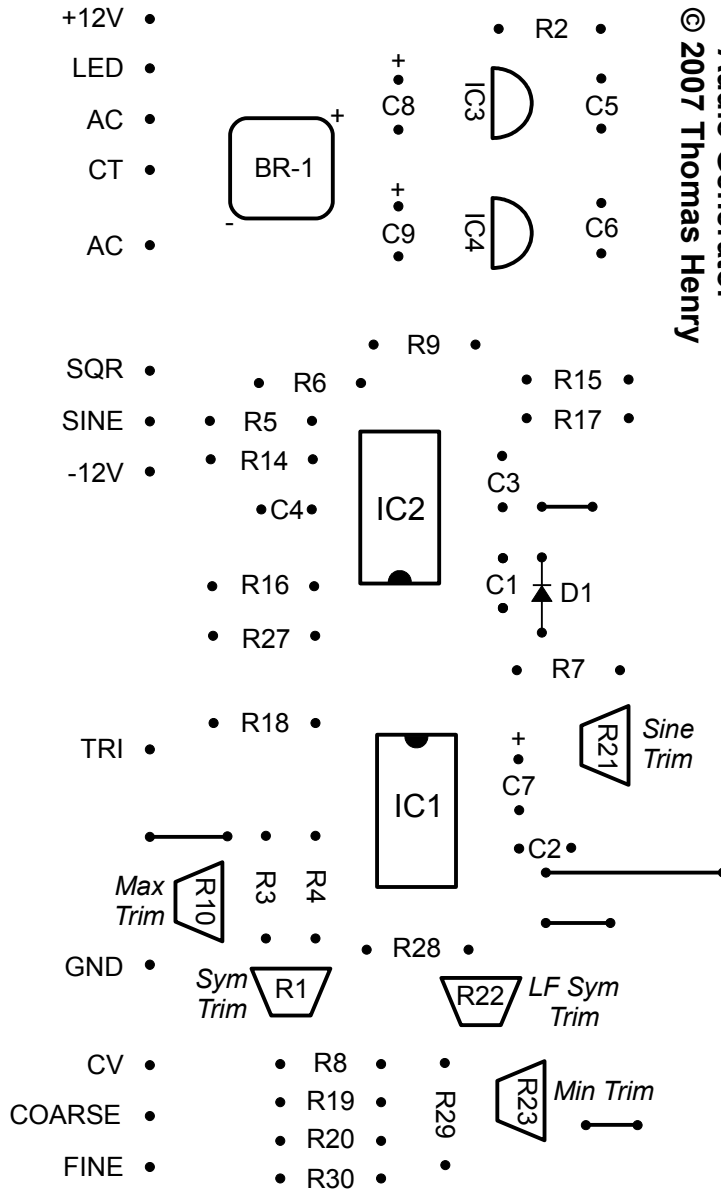 +12V
R2
LED
+
IC3
AC
C8
C5
+
CT
BR-1
+
-
IC4
C6
AC
C9
© 2007 Thomas Henry
R9
SQR
R6
R15
SINE
R5
R17
-12V
R14
C3
C4
IC2
R16
C1
D1
R27
R7
R18
R21
Sine
Trim
TRI
+
C7
IC1
C2
Max
Trim
R10
R3
R4
R28
GND
Sym
Trim
R1
R22
LF Sym
Trim
CV
R8
R23
Min Trim
COARSE
R19
R29
R20
FINE
R30